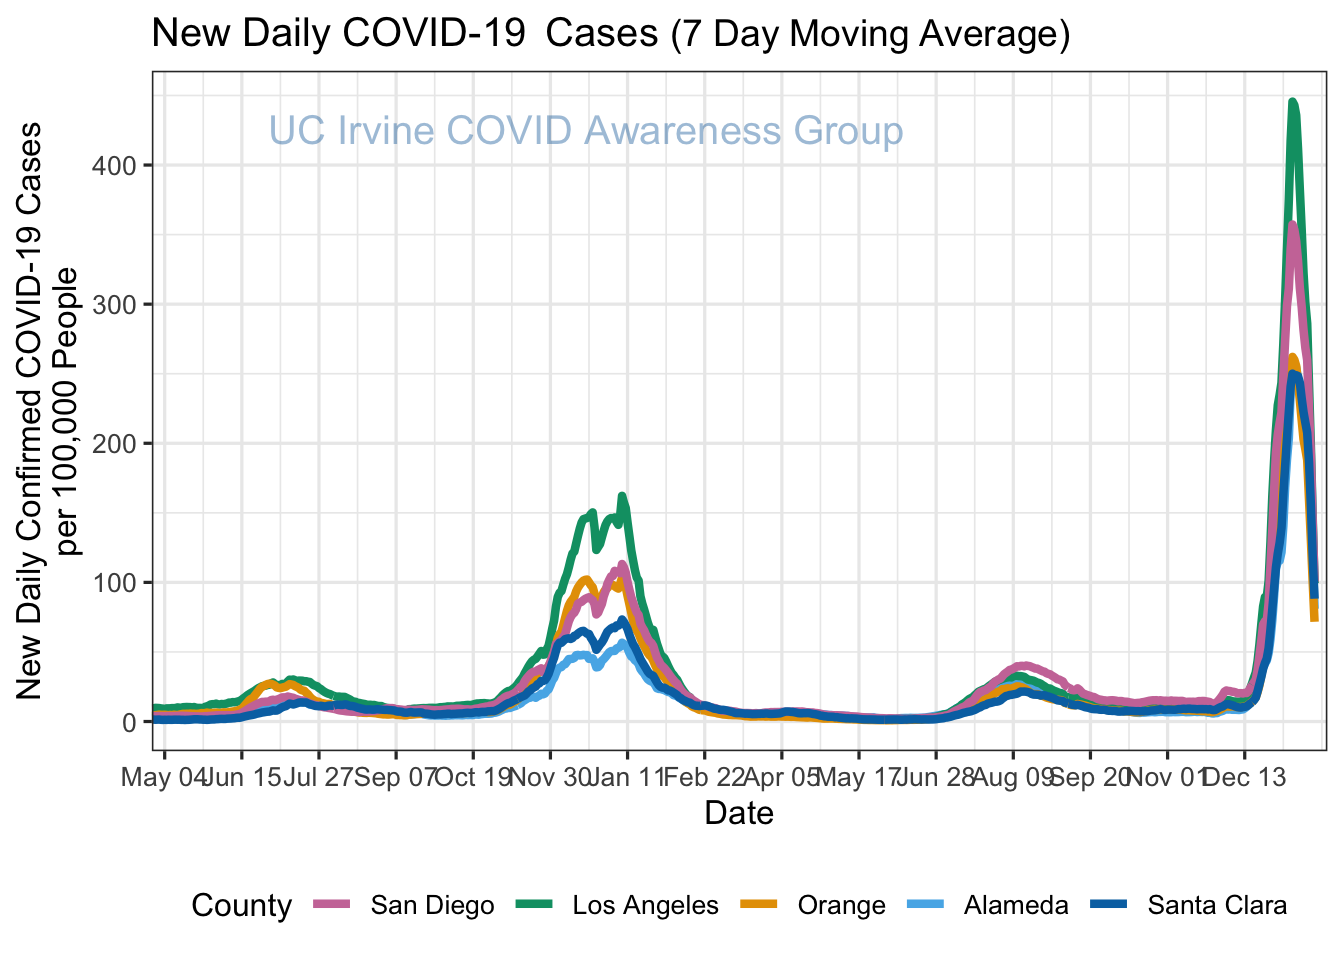 New Daily COVID-19  Cases (7 Day Moving Average)
UC Irvine COVID Awareness Group
New Daily Confirmed COVID-19 Cases
per 100,000 People
400
300
200
100
0
May 04 Jun 15 Jul 27 Sep 07 Oct 19 Nov 30 Jan 11 Feb 22 Apr 05 May 17 Jun 28 Aug 09 Sep 20 Nov 01 Dec 13
Date
County San Diego Los Angeles Orange Alameda Santa Clara